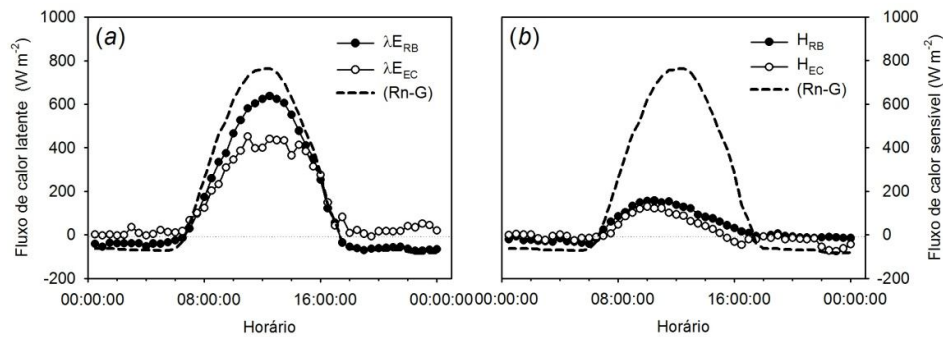 (a)
λE_RB
λE_EC
(Rn-G)
Fluxo de calor latente (W m⁻²)
1000
800
600
400
200
0
-200
00:00:00 08:00:00 16:00:00 00:00:00
Horário
(b)
H_RB
H_EC
(Rn-G)
1000
800
600
400
200
0
-200
Fluxo de calor sensível (W m⁻²)
00:00:00 08:00:00 16:00:00 00:00:00
Horário